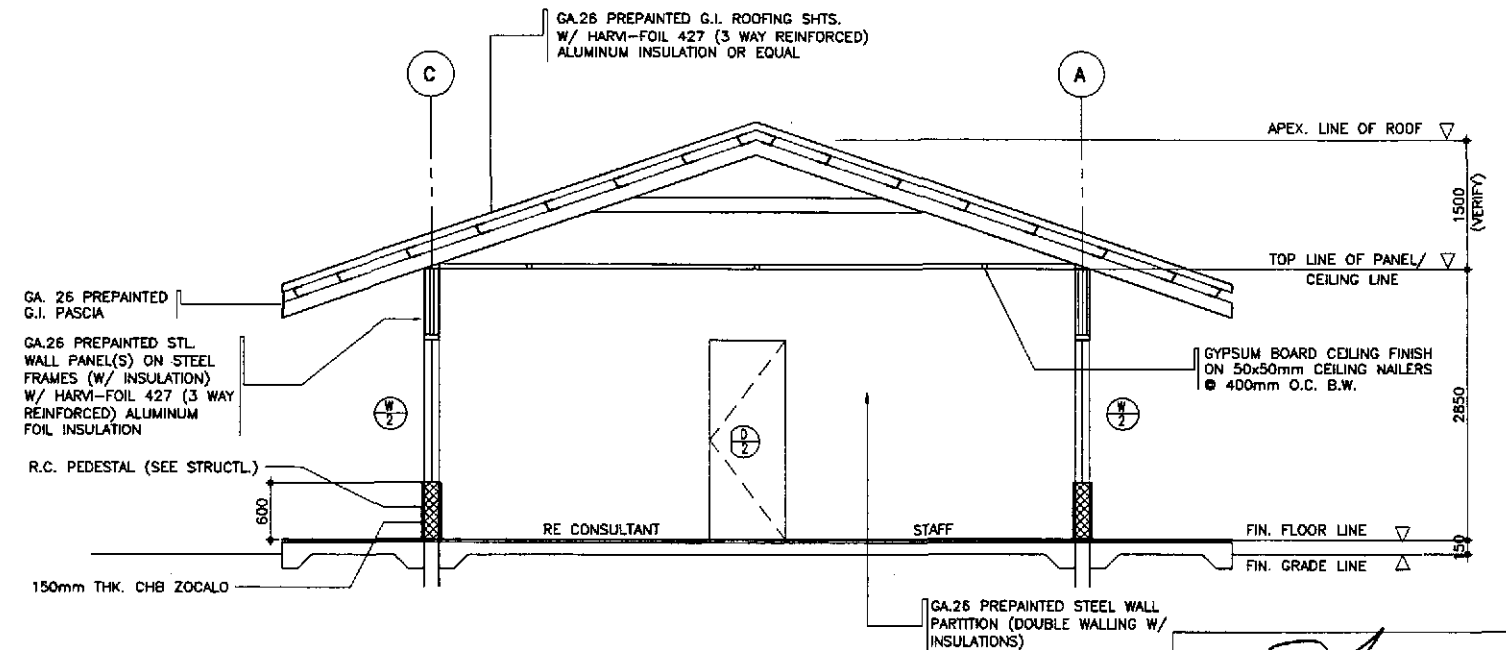 GA.26 PREPAINTED G.I. ROOFING SHTS.
W/ HARVI-FOIL 427 (3 WAY REINFORCED)
ALUMINUM INSULATION OR EQUAL
C
A
APEX. LINE OF ROOF
1500
(VERIFY)
TOP LINE OF PANEL/
CEILING LINE
GA. 26 PREPAINTED
G.I. PASCIA
GA.26 PREPAINTED STL.
WALL PANEL(S) ON STEEL
FRAMES (W/ INSULATION)
W/ HARVI-FOIL 427 (3 WAY
REINFORCED) ALUMINUM
FOIL INSULATION
GYPSUM BOARD CEILING FINISH
ON 50x50mm CEILING NAILERS
@ 400mm O.C. B.W.
W
2
D
2
W
2
2850
R.C. PEDESTAL (SEE STRUCTL.)
600
RE CONSULTANT
STAFF
FIN. FLOOR LINE
150
FIN. GRADE LINE
150mm THK. CHB ZOCALO
GA.26 PREPAINTED STEEL WALL
PARTITION (DOUBLE WALLING W/
INSULATIONS)